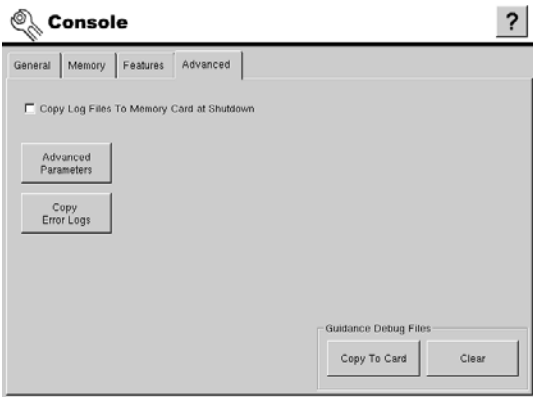 Console
?
General Memory Features Advanced
Copy Log Files To Memory Card at Shutdown
Advanced
Parameters
Copy
Error Logs
Guidance Debug Files
Copy To Card Clear